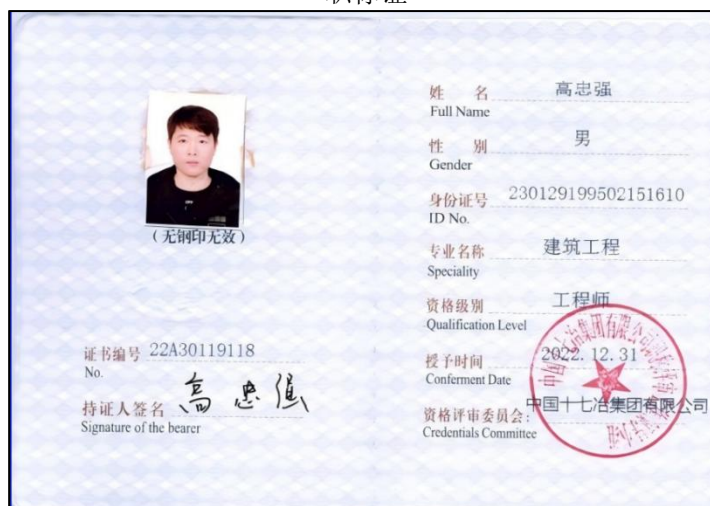 （无钢印无效）
证书编号 22A30119118
No.
持证人签名 高忠强
Signature of the bearer
姓 名 高忠强
Full Name
性 别 男
Gender
身份证号 230129199502151610
ID No.
专业名称 建筑工程
Speciality
资格级别 工程师
Qualification Level
授予时间 2022.12.31
Conferment Date
资格评审委员会： 中国十七冶集团有限公司
Credentials Committee